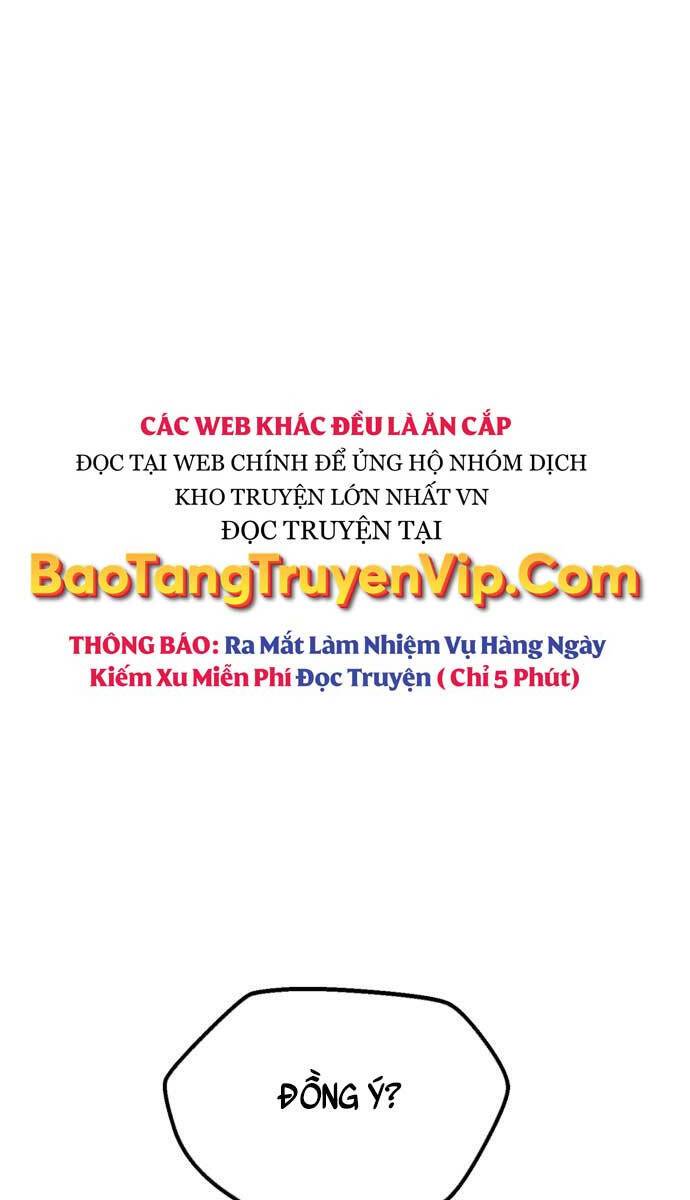 CÁC WEB KHÁC ĐỀU LÀ ĂN CẮP
ĐỌC TẠI WEB CHÍNH ĐỂ ỦNG HỘ NHÓM DỊCH
KHO TRUYỆN LỚN NHẤT VN
ĐỌC TRUYỆN TẠI
BaoTangTruyenVip.Com
THÔNG BÁO: Ra Mắt Làm Nhiệm Vụ Hàng Ngày
Kiếm Xu Miễn Phí Đọc Truyện ( Chỉ 5 Phút)
ĐỒNG Ý?